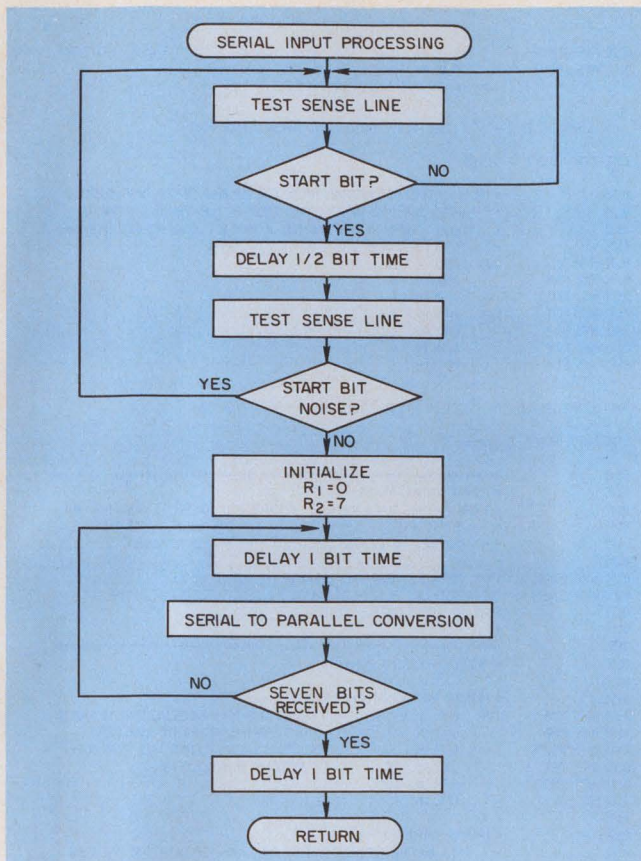 SERIAL INPUT PROCESSING
TEST SENSE LINE
START BIT?
NO
YES
DELAY 1/2 BIT TIME
TEST SENSE LINE
YES
START BIT
NOISE?
NO
INITIALIZE
R₁=0
R₂=7
DELAY 1 BIT TIME
SERIAL TO PARALLEL CONVERSION
NO
SEVEN BITS
RECEIVED?
YES
DELAY 1 BIT TIME
RETURN